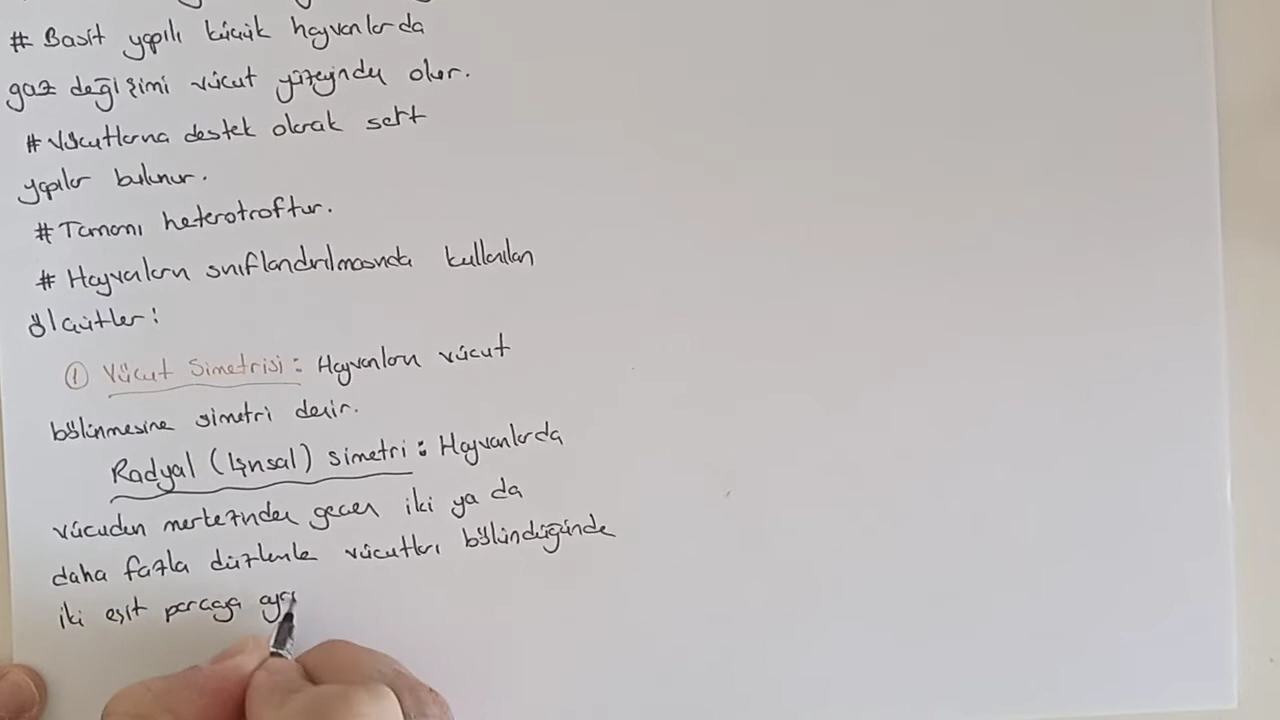 # Basit yapılı küçük hayvanlarda
gaz değişimi vücut yüzeyinden olur.
# Vücutlarına destek olarak sert
yapılar bulunur.
# Tamamı heterotroftur.
# Hayvanların sınıflandırılmasında kullanılan
ölçütler:
① Vücut Simetrisi: Hayvanların vücut
bölünmesine simetri denir.
Radyal (Işınsal) simetri: Hayvanlarda
vücudun merkezinden geçen iki ya da
daha fazla düzlemle vücutları bölündüğünde
iki eşit parçaya